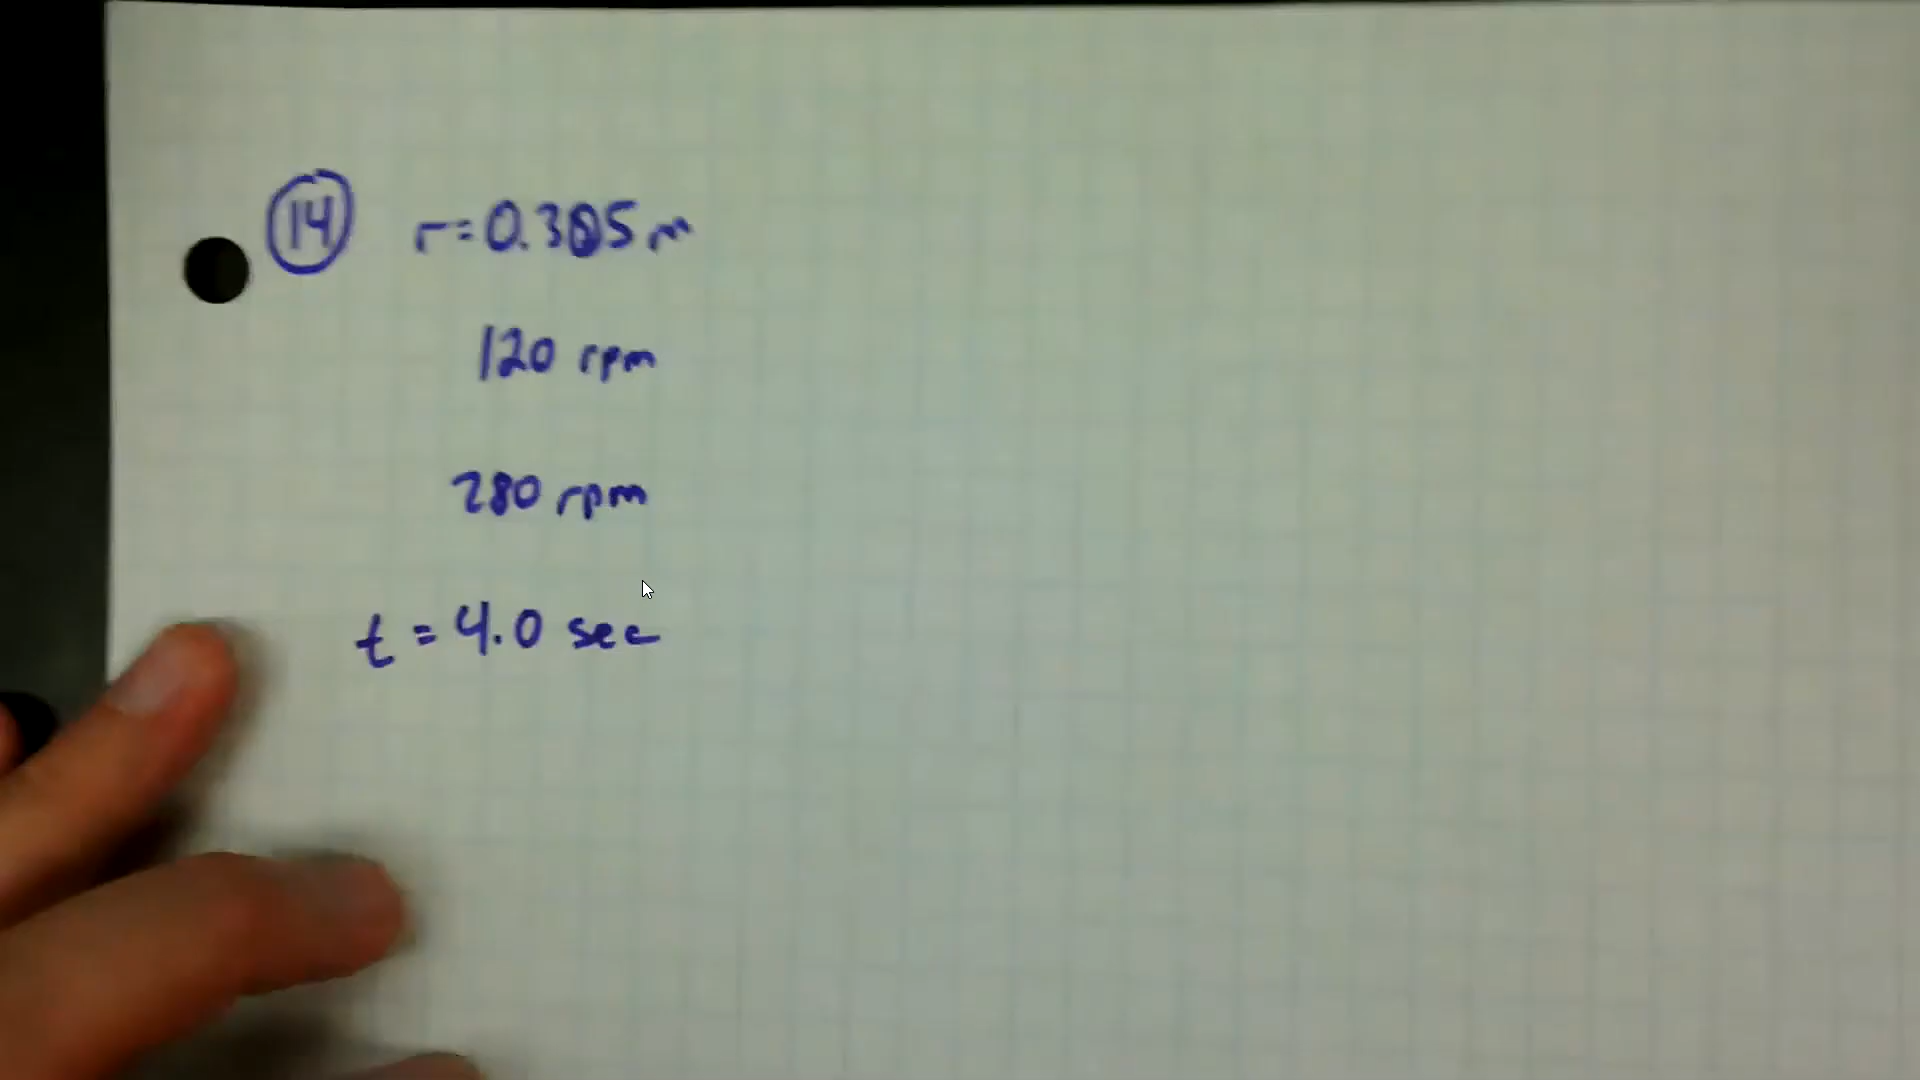 14 r = 0.305 m
120 rpm
280 rpm
t = 4.0 sec